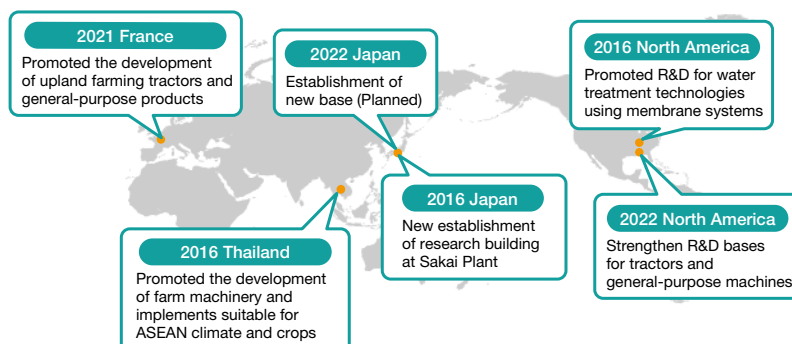 2021 France
Promoted the development
of upland farming tractors and
general-purpose products
2022 Japan
Establishment of
new base (Planned)
2016 North America
Promoted R&D for water
treatment technologies
using membrane systems
2016 Thailand
Promoted the development
of farm machinery and
implements suitable for
ASEAN climate and crops
2016 Japan
New establishment
of research building
at Sakai Plant
2022 North America
Strengthen R&D bases
for tractors and
general-purpose machines